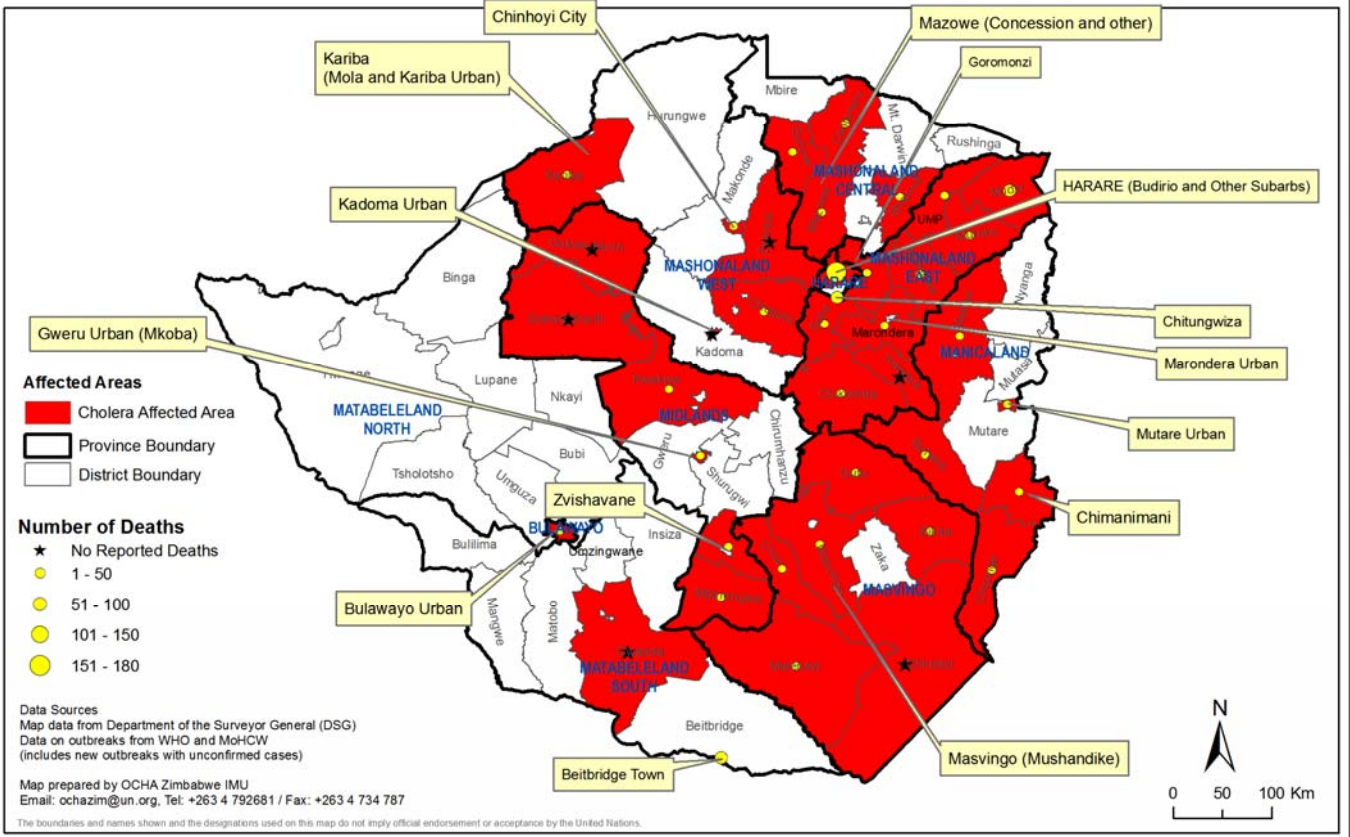 Chinhoyi City
Mazowe (Concession and other)
Kariba
(Mola and Kariba Urban)
Goromonzi
Mbire
Hurungwe
Mt. Darwin
Rushinga
Makonde
MASHONALAND
CENTRAL
HARARE (Budirio and Other Subarbs)
Kadoma Urban
UMP
MASHONALAND
WEST
HARARE
MASHONALAND
EAST
Binga
Nyanga
Chitungwiza
Gweru Urban (Mkoba)
Marondera
Kadoma
MANICALAND
Marondera Urban
Mutasa
Affected Areas
Cholera Affected Area
Province Boundary
District Boundary
Lupane
Nkayi
MATABELELAND
NORTH
MIDLANDS
Chirumhanzu
Mutare
Mutare Urban
Gweru
Bubi
Tsholotsho
Umguza
Shurugwi
Zvishavane
Chimanimani
Number of Deaths
No Reported Deaths
1 - 50
51 - 100
101 - 150
151 - 180
BULAWAYO
Insiza
Bulilima
Umzingwane
Zaka
MASVINGO
Bulawayo Urban
Mangwe
Matobo
MATABELELAND
SOUTH
Beitbridge
Masvingo (Mushandike)
Beitbridge Town
Data Sources
Map data from Department of the Surveyor General (DSG)
Data on outbreaks from WHO and MoHCW
(includes new outbreaks with unconfirmed cases)
Map prepared by OCHA Zimbabwe IMU
Email: ochazim@un.org, Tel: +263 4 792681 / Fax: +263 4 734 787
The boundaries and names shown and the designations used on this map do not imply official endorsement or acceptance by the United Nations.
N
0 50 100 Km